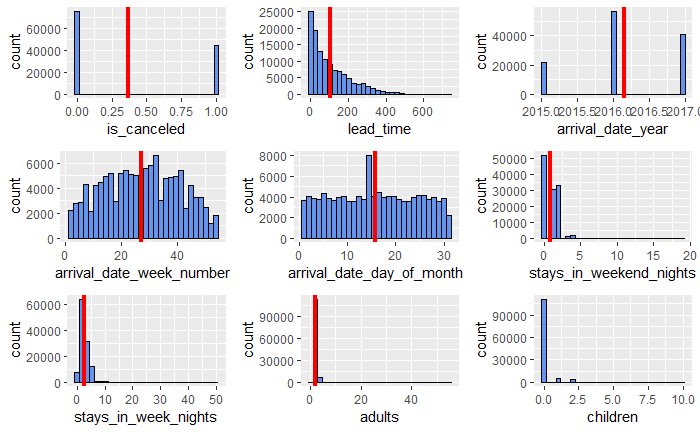 count
60000
40000
20000
0
0.00 0.25 0.50 0.75 1.00
is_canceled
count
25000
20000
15000
10000
5000
0
0 200 400 600
lead_time
count
40000
20000
0
2015.0 2015.5 2016.0 2016.5 2017.0
arrival_date_year
count
6000
4000
2000
0
0 20 40
arrival_date_week_number
count
8000
6000
4000
2000
0
0 10 20 30
arrival_date_day_of_month
count
50000
40000
30000
20000
10000
0
0 5 10 15 20
stays_in_weekend_nights
count
60000
40000
20000
0
0 10 20 30 40 50
stays_in_week_nights
count
90000
60000
30000
0
0 20 40
adults
count
90000
60000
30000
0
0.0 2.5 5.0 7.5 10.0
children